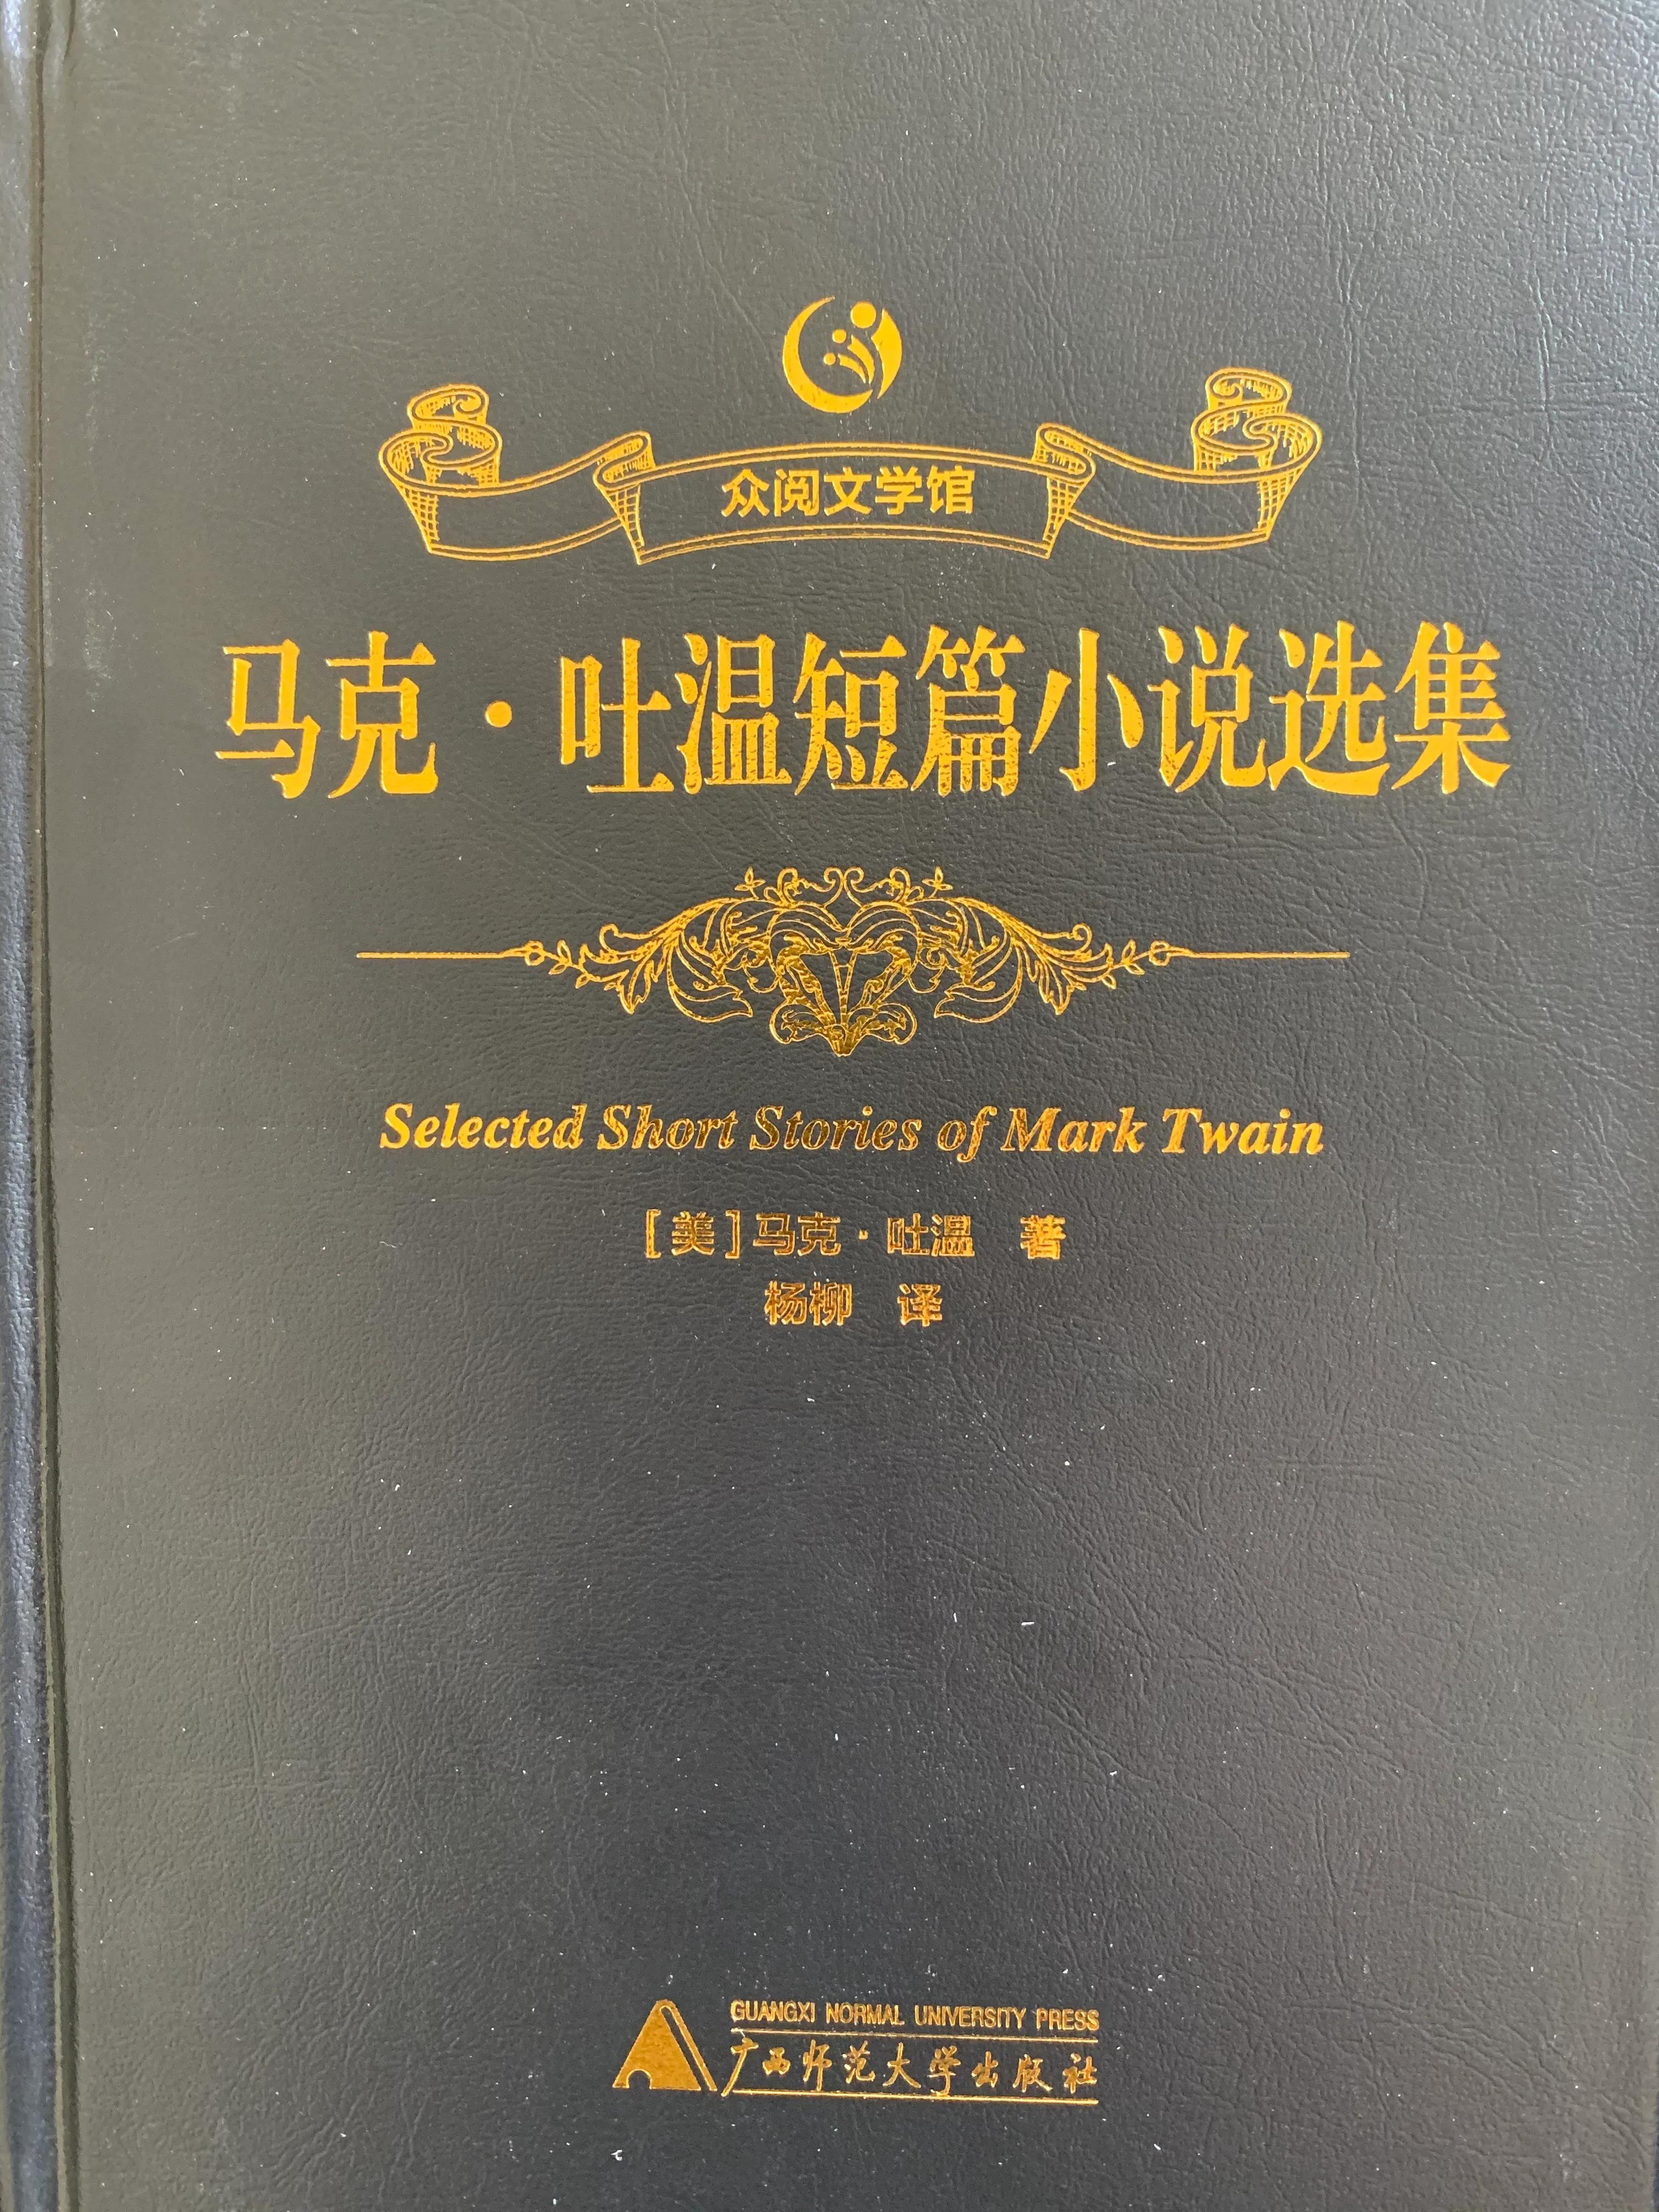 众阅文学馆
马克·吐温短篇小说选集
Selected Short Stories of Mark Twain
[美]马克·吐温 著
杨柳 译
GUANGXI NORMAL UNIVERSITY PRESS
广西师范大学出版社